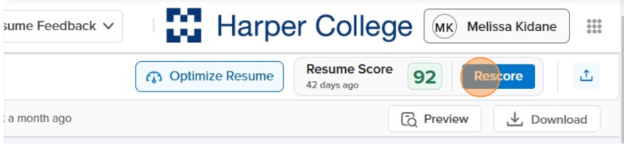 sume Feedback
Harper College
MK Melissa Kidane
Optimize Resume
Resume Score
42 days ago
92
Rescore
t a month ago
Preview
Download